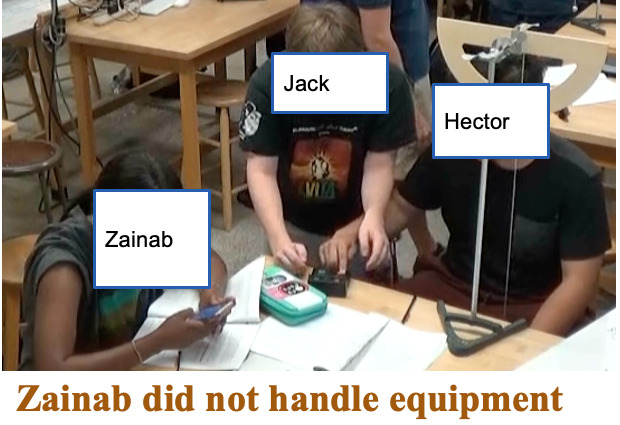 Jack
Hector
Zainab
Zainab did not handle equipment